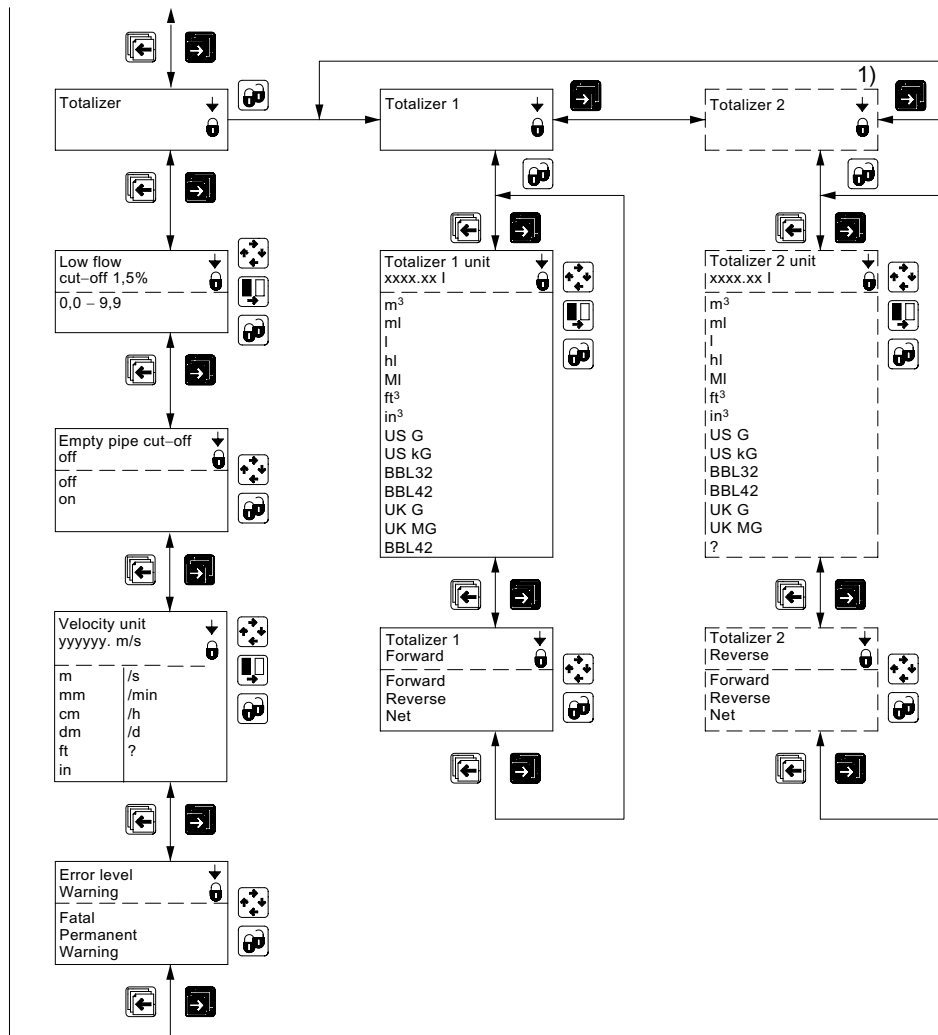 Totalizer
Low flow
cut–off 1,5%
0,0 – 9,9
Empty pipe cut–off
off
off
on
Velocity unit
yyyyyy. m/s
m /s
mm /min
cm /h
dm /d
ft ?
in
Error level
Warning
Fatal
Permanent
Warning
Totalizer 1
Totalizer 1 unit
xxxx.xx l
m³
ml
l
hl
Ml
ft³
in³
US G
US kG
BBL32
BBL42
UK G
UK MG
BBL42
Totalizer 1
Forward
Forward
Reverse
Net
1)
Totalizer 2
Totalizer 2 unit
xxxx.xx l
m³
ml
l
hl
Ml
ft³
in³
US G
US kG
BBL32
BBL42
UK G
UK MG
?
Totalizer 2
Reverse
Forward
Reverse
Net